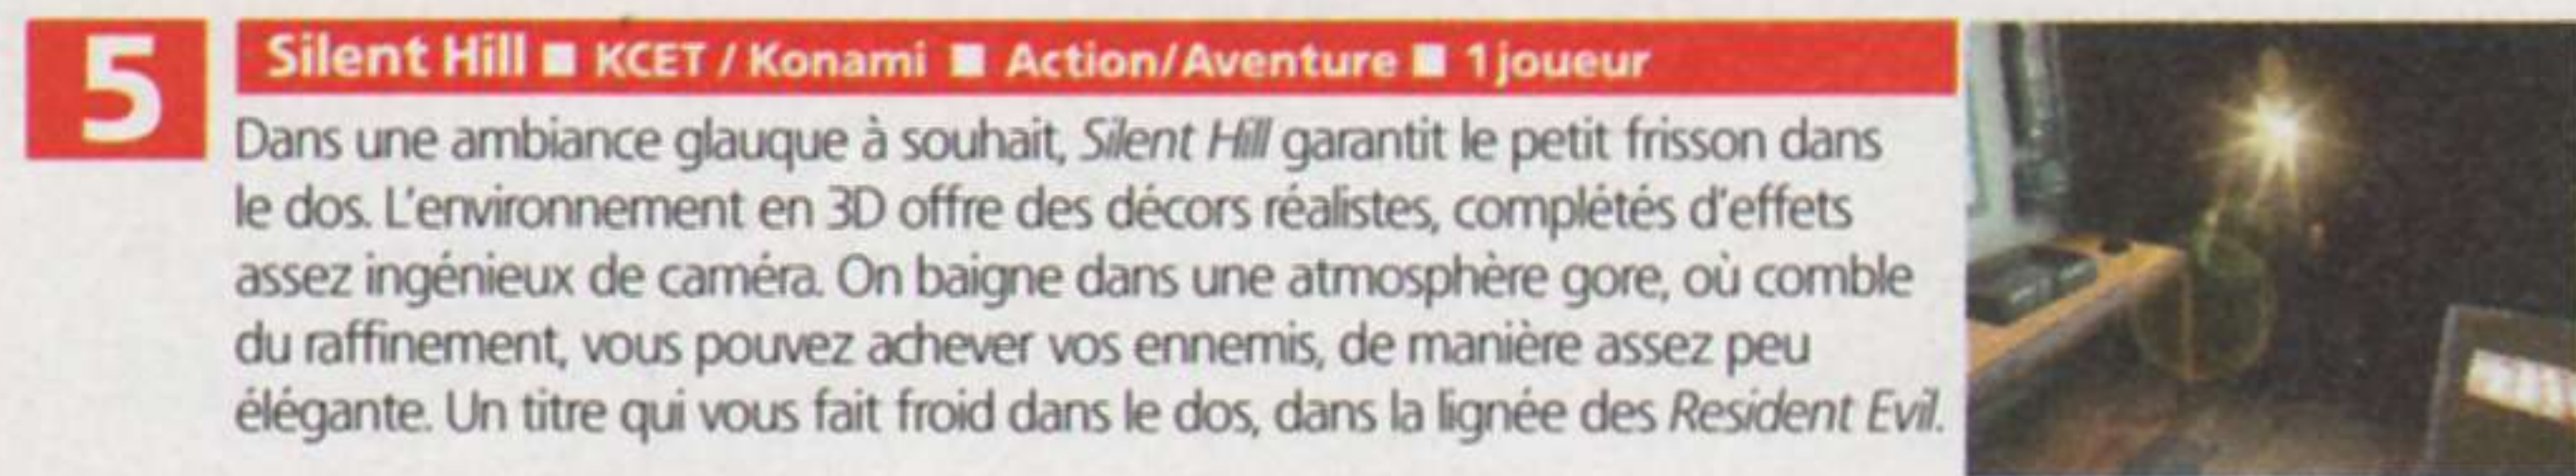 5
Silent Hill ■ KCET / Konami ■ Action/Aventure ■ 1 joueur
Dans une ambiance glauque à souhait, Silent Hill garantit le petit frisson dans
le dos. L'environnement en 3D offre des décors réalistes, complétés d'effets
assez ingénieux de caméra. On baigne dans une atmosphère gore, où comble
du raffinement, vous pouvez achever vos ennemis, de manière assez peu
élégante. Un titre qui vous fait froid dans le dos, dans la lignée des Resident Evil.